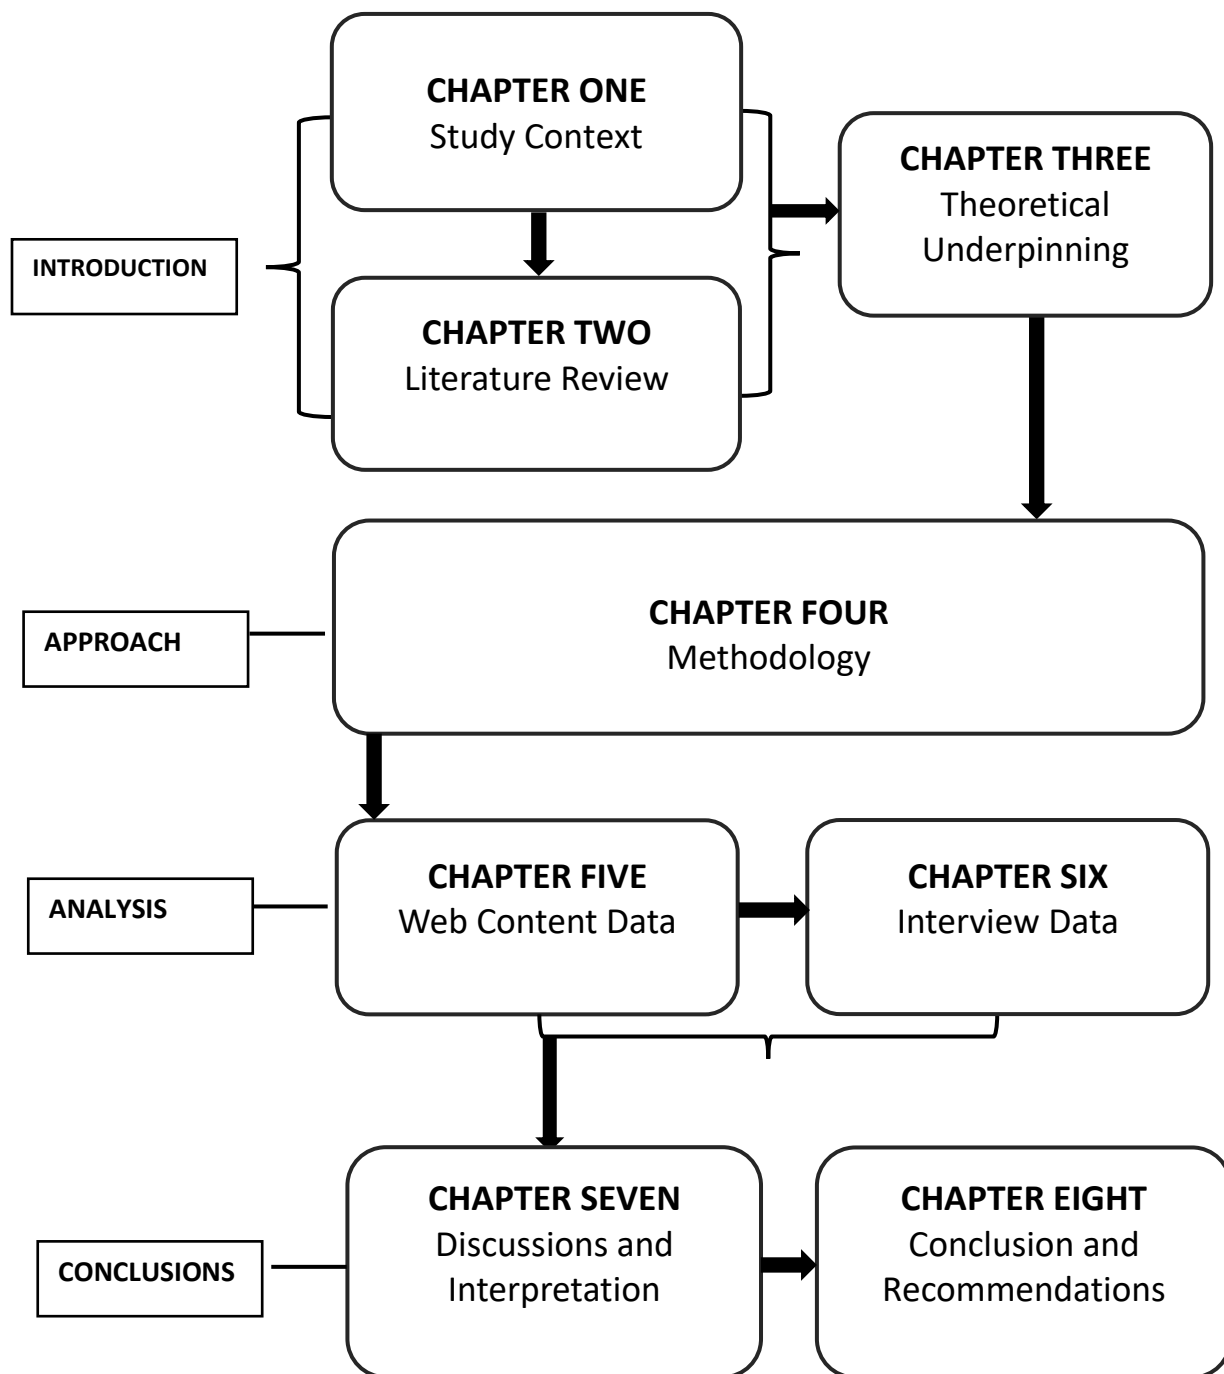 CHAPTER ONE
Study Context
CHAPTER THREE
Theoretical
Underpinning
INTRODUCTION
CHAPTER TWO
Literature Review
CHAPTER FOUR
Methodology
APPROACH
CHAPTER FIVE
Web Content Data
CHAPTER SIX
Interview Data
ANALYSIS
CHAPTER SEVEN
Discussions and
Interpretation
CHAPTER EIGHT
Conclusion and
Recommendations
CONCLUSIONS